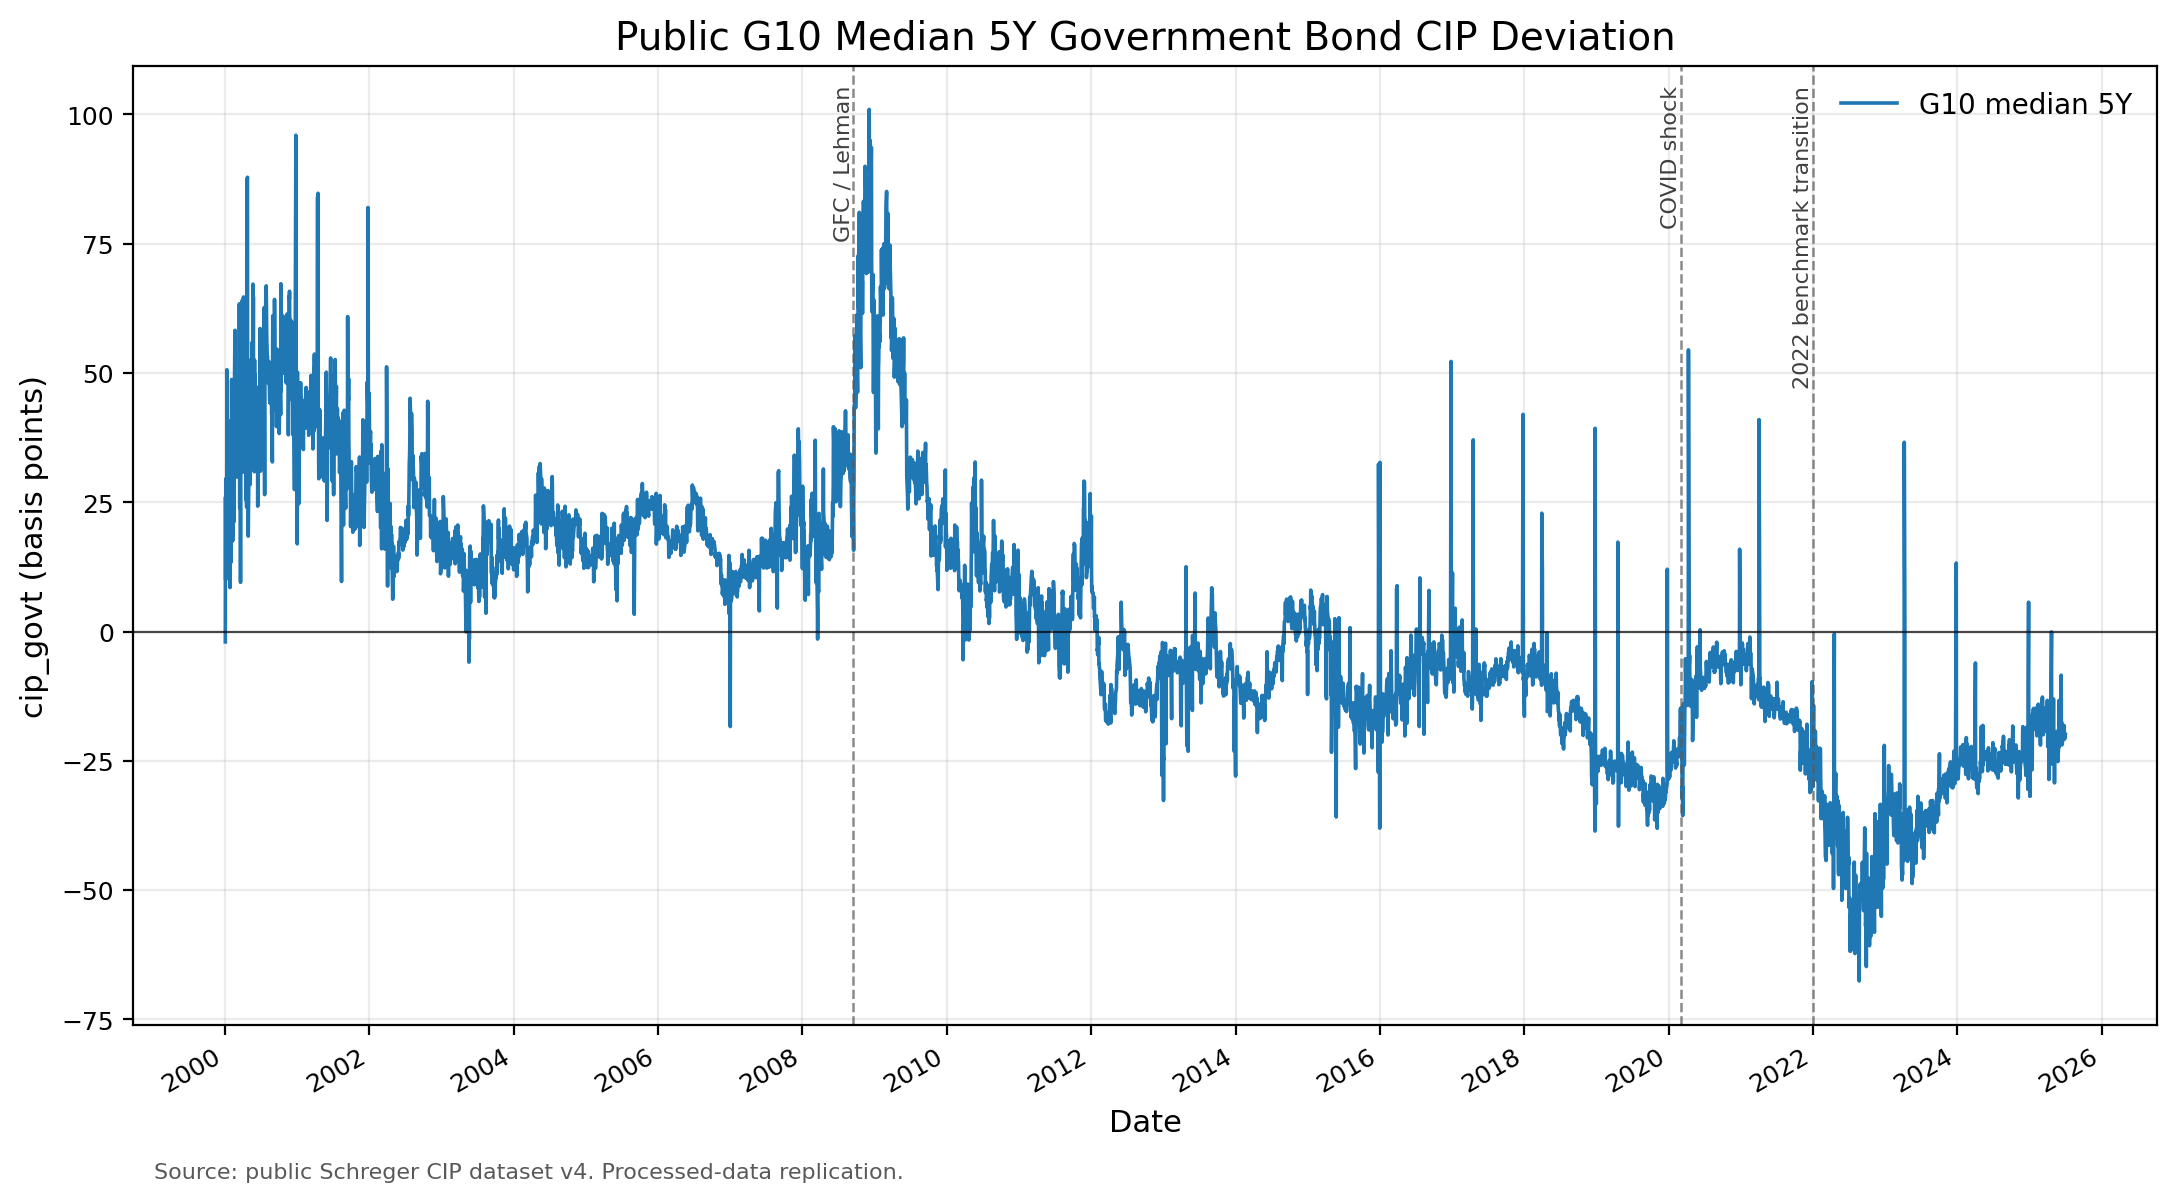 Public G10 Median 5Y Government Bond CIP Deviation
G10 median 5Y
GFC / Lehman
COVID shock
2022 benchmark transition
cip_govt (basis points)
100
75
50
25
0
−25
−50
−75
2000
2002
2004
2006
2008
2010
2012
2014
2016
2018
2020
2022
2024
2026
Date
Source: public Schreger CIP dataset v4. Processed-data replication.